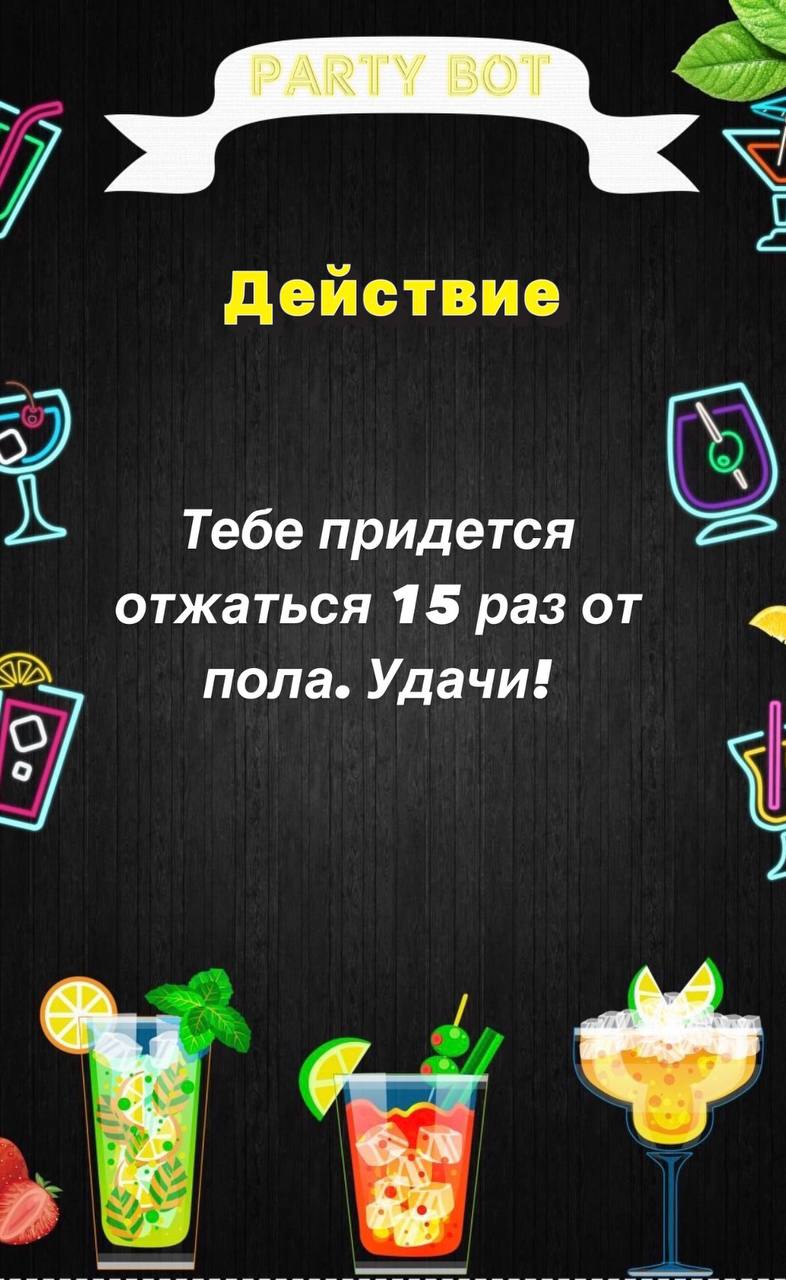 PARTY BOT
Действие
Тебе придется
отжаться 15 раз от
пола. Удачи!